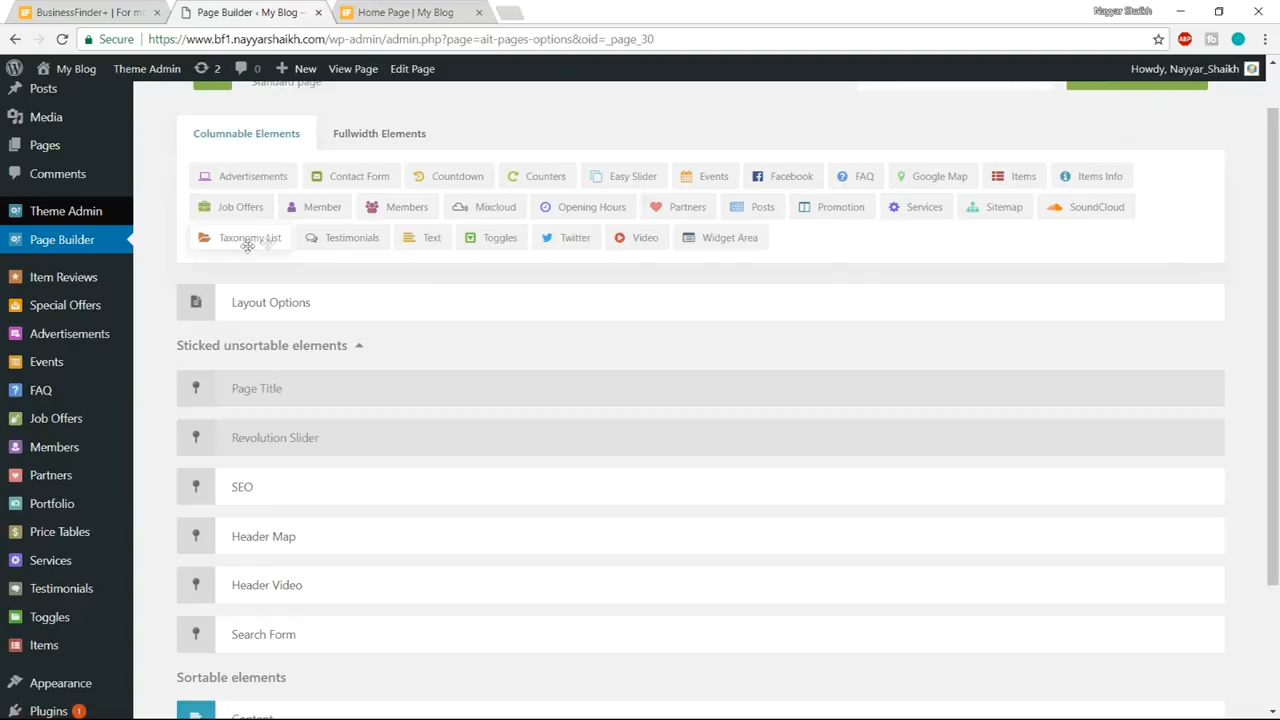 BusinessFinder+ | For m
Page Builder ‹ My Blog —
Home Page | My Blog
Nayyar Shaikh
Secure
https://www.bf1.nayyarshaikh.com/wp-admin/admin.php?page=ait-pages-options&oid=_page_30
My Blog
Theme Admin
2
0
New
View Page
Edit Page
Howdy, Nayyar_Shaikh
Posts
Media
Pages
Comments
Theme Admin
Page Builder
Item Reviews
Special Offers
Advertisements
Events
FAQ
Job Offers
Members
Partners
Portfolio
Price Tables
Services
Testimonials
Toggles
Items
Appearance
Plugins 1
Standard page
Columnable Elements
Fullwidth Elements
Advertisements
Contact Form
Countdown
Counters
Easy Slider
Events
Facebook
FAQ
Google Map
Items
Items Info
Job Offers
Member
Members
Mixcloud
Opening Hours
Partners
Posts
Promotion
Services
Sitemap
SoundCloud
Taxonomy List
Testimonials
Text
Toggles
Twitter
Video
Widget Area
Layout Options
Sticked unsortable elements
Page Title
Revolution Slider
SEO
Header Map
Header Video
Search Form
Sortable elements
Content